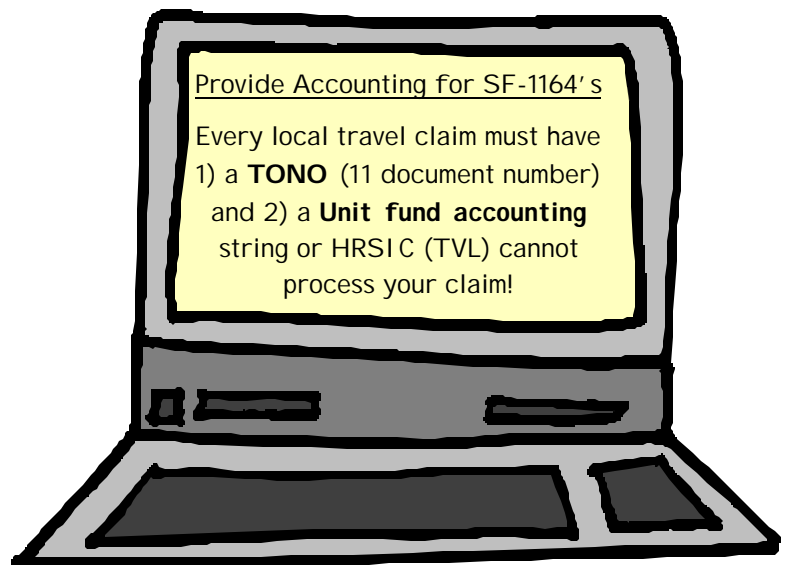 Provide Accounting for SF-1164's
Every local travel claim must have
1) a TONO (11 document number)
and 2) a Unit fund accounting
string or HRSIC (TVL) cannot
process your claim!